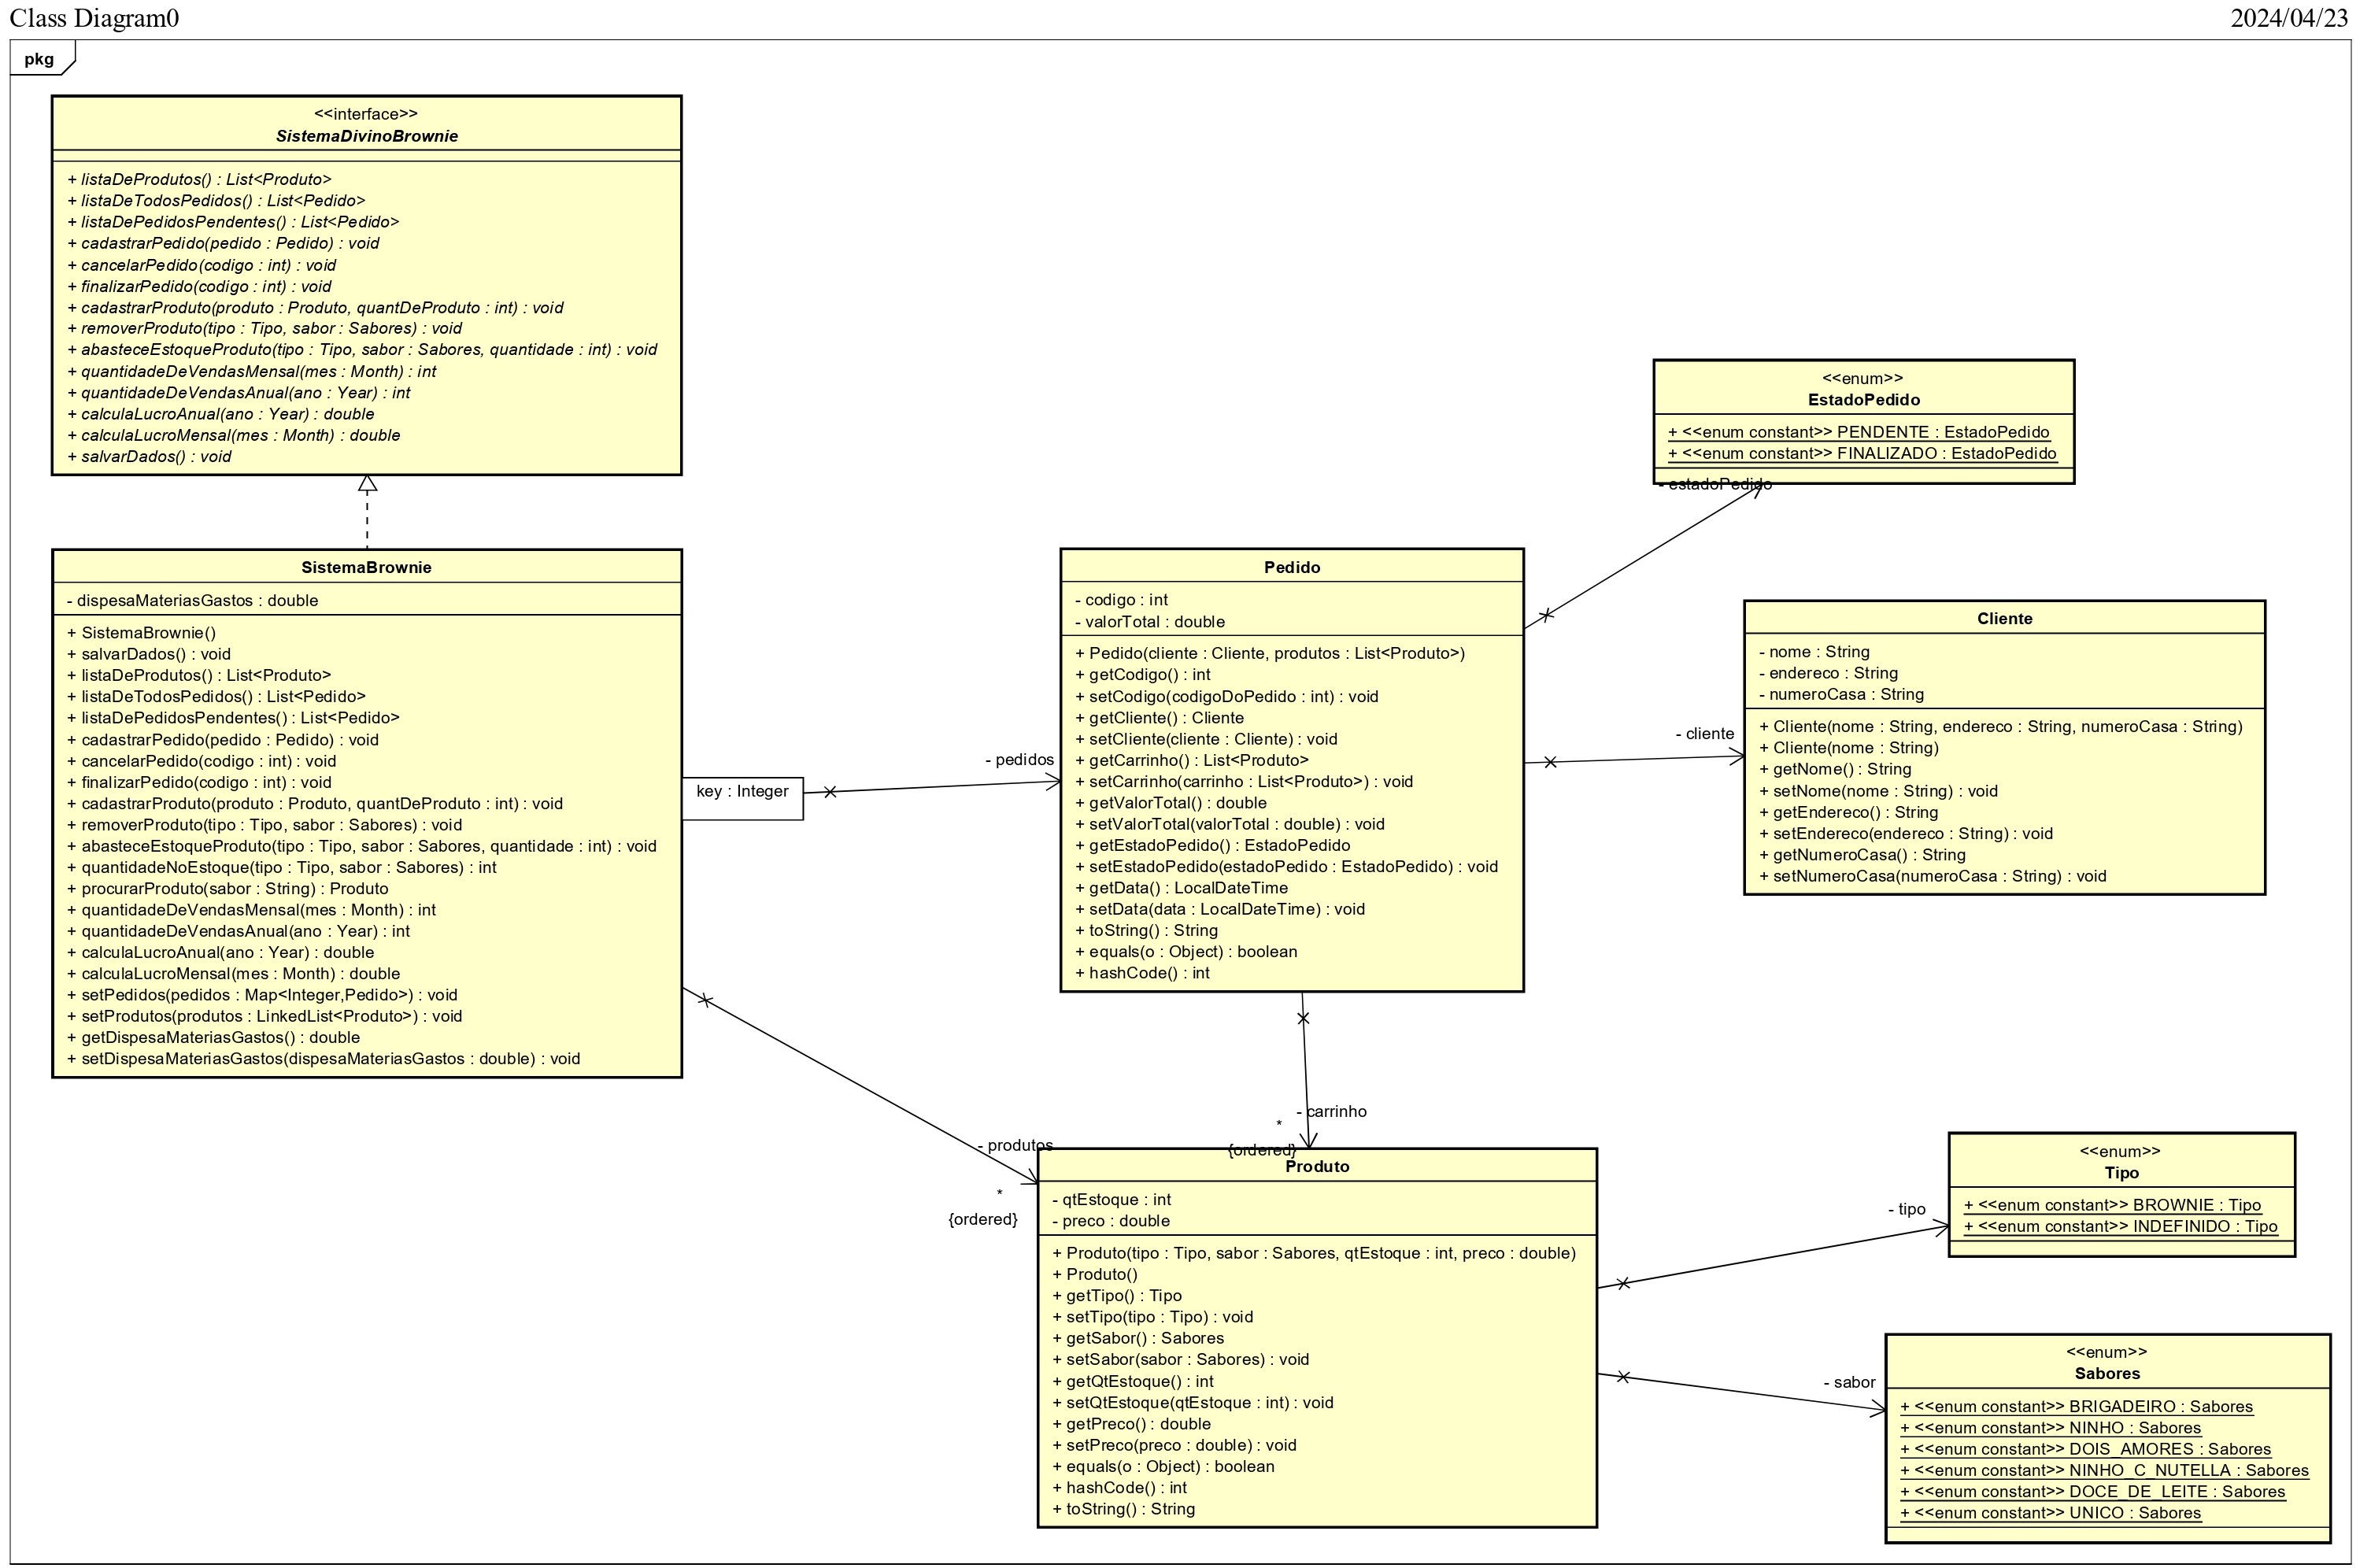 Class Diagram0
2024/04/23
pkg
<<interface>>
SistemaDivinoBrownie
+ listaDeProdutos() : List<Produto>
+ listaDeTodosPedidos() : List<Pedido>
+ listaDePedidosPendentes() : List<Pedido>
+ cadastrarPedido(pedido : Pedido) : void
+ cancelarPedido(codigo : int) : void
+ finalizarPedido(codigo : int) : void
+ cadastrarProduto(produto : Produto, quantDeProduto : int) : void
+ removerProduto(tipo : Tipo, sabor : Sabores) : void
+ abasteceEstoqueProduto(tipo : Tipo, sabor : Sabores, quantidade : int) : void
+ quantidadeDeVendasMensal(mes : Month) : int
+ quantidadeDeVendasAnual(ano : Year) : int
+ calculaLucroAnual(ano : Year) : double
+ calculaLucroMensal(mes : Month) : double
+ salvarDados() : void
<<enum>>
EstadoPedido
+ <<enum constant>> PENDENTE : EstadoPedido
+ <<enum constant>> FINALIZADO : EstadoPedido
- estadoPedido
SistemaBrownie
- dispesaMateriasGastos : double
+ SistemaBrownie()
+ salvarDados() : void
+ listaDeProdutos() : List<Produto>
+ listaDeTodosPedidos() : List<Pedido>
+ listaDePedidosPendentes() : List<Pedido>
+ cadastrarPedido(pedido : Pedido) : void
+ cancelarPedido(codigo : int) : void
+ finalizarPedido(codigo : int) : void
+ cadastrarProduto(produto : Produto, quantDeProduto : int) : void
+ removerProduto(tipo : Tipo, sabor : Sabores) : void
+ abasteceEstoqueProduto(tipo : Tipo, sabor : Sabores, quantidade : int) : void
+ quantidadeNoEstoque(tipo : Tipo, sabor : Sabores) : int
+ procurarProduto(sabor : String) : Produto
+ quantidadeDeVendasMensal(mes : Month) : int
+ quantidadeDeVendasAnual(ano : Year) : int
+ calculaLucroAnual(ano : Year) : double
+ calculaLucroMensal(mes : Month) : double
+ setPedidos(pedidos : Map<Integer,Pedido>) : void
+ setProdutos(produtos : LinkedList<Produto>) : void
+ getDispesaMateriasGastos() : double
+ setDispesaMateriasGastos(dispesaMateriasGastos : double) : void
key : Integer
- pedidos
Pedido
- codigo : int
- valorTotal : double
+ Pedido(cliente : Cliente, produtos : List<Produto>)
+ getCodigo() : int
+ setCodigo(codigoDoPedido : int) : void
+ getCliente() : Cliente
+ setCliente(cliente : Cliente) : void
+ getCarrinho() : List<Produto>
+ setCarrinho(carrinho : List<Produto>) : void
+ getValorTotal() : double
+ setValorTotal(valorTotal : double) : void
+ getEstadoPedido() : EstadoPedido
+ setEstadoPedido(estadoPedido : EstadoPedido) : void
+ getData() : LocalDateTime
+ setData(data : LocalDateTime) : void
+ toString() : String
+ equals(o : Object) : boolean
+ hashCode() : int
- cliente
Cliente
- nome : String
- endereco : String
- numeroCasa : String
+ Cliente(nome : String, endereco : String, numeroCasa : String)
+ Cliente(nome : String)
+ getNome() : String
+ setNome(nome : String) : void
+ getEndereco() : String
+ setEndereco(endereco : String) : void
+ getNumeroCasa() : String
+ setNumeroCasa(numeroCasa : String) : void
- carrinho
*
{ordered}
- produtos
*
{ordered}
Produto
- qtEstoque : int
- preco : double
+ Produto(tipo : Tipo, sabor : Sabores, qtEstoque : int, preco : double)
+ Produto()
+ getTipo() : Tipo
+ setTipo(tipo : Tipo) : void
+ getSabor() : Sabores
+ setSabor(sabor : Sabores) : void
+ getQtEstoque() : int
+ setQtEstoque(qtEstoque : int) : void
+ getPreco() : double
+ setPreco(preco : double) : void
+ equals(o : Object) : boolean
+ hashCode() : int
+ toString() : String
- tipo
<<enum>>
Tipo
+ <<enum constant>> BROWNIE : Tipo
+ <<enum constant>> INDEFINIDO : Tipo
- sabor
<<enum>>
Sabores
+ <<enum constant>> BRIGADEIRO : Sabores
+ <<enum constant>> NINHO : Sabores
+ <<enum constant>> DOIS_AMORES : Sabores
+ <<enum constant>> NINHO_C_NUTELLA : Sabores
+ <<enum constant>> DOCE_DE_LEITE : Sabores
+ <<enum constant>> UNICO : Sabores